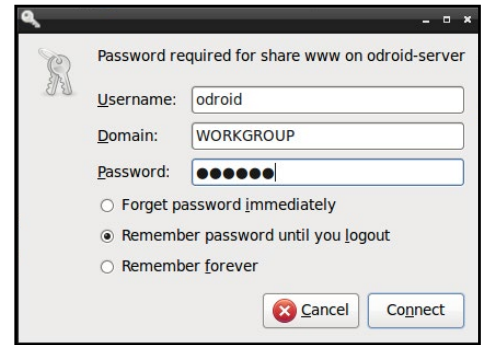 Password required for share www on odroid-server
Username: odroid
Domain: WORKGROUP
Password: ●●●●●●
Forget password immediately
Remember password until you logout
Remember forever
Cancel Connect